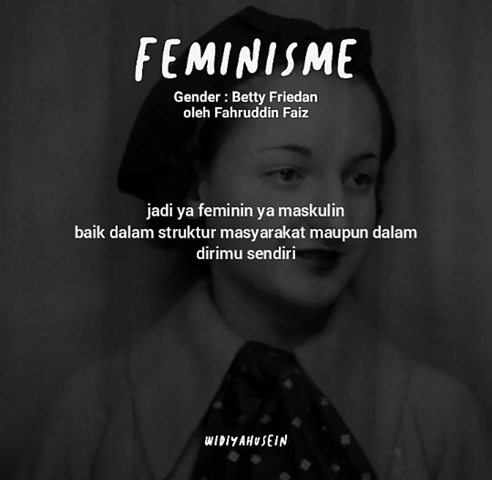 FEMINISME
Gender : Betty Friedan
oleh Fahruddin Faiz
jadi ya feminin ya maskulin
baik dalam struktur masyarakat maupun dalam
dirimu sendiri
WIDIYAHUSEIN